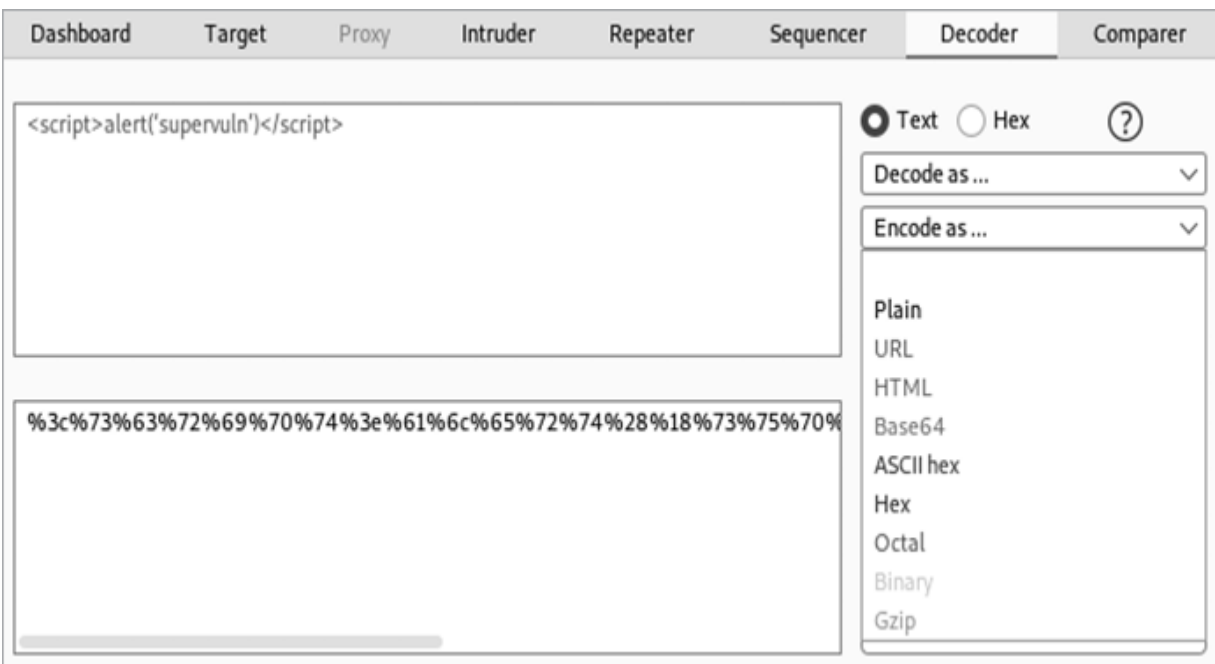 Dashboard Target Proxy Intruder Repeater Sequencer Decoder Comparer
<script>alert('supervuln')</script>
Text Hex ?
Decode as ...
Encode as ...
Plain
URL
HTML
Base64
ASCII hex
Hex
Octal
Binary
Gzip
%3c%73%63%72%69%70%74%3e%61%6c%65%72%74%28%18%73%75%70%